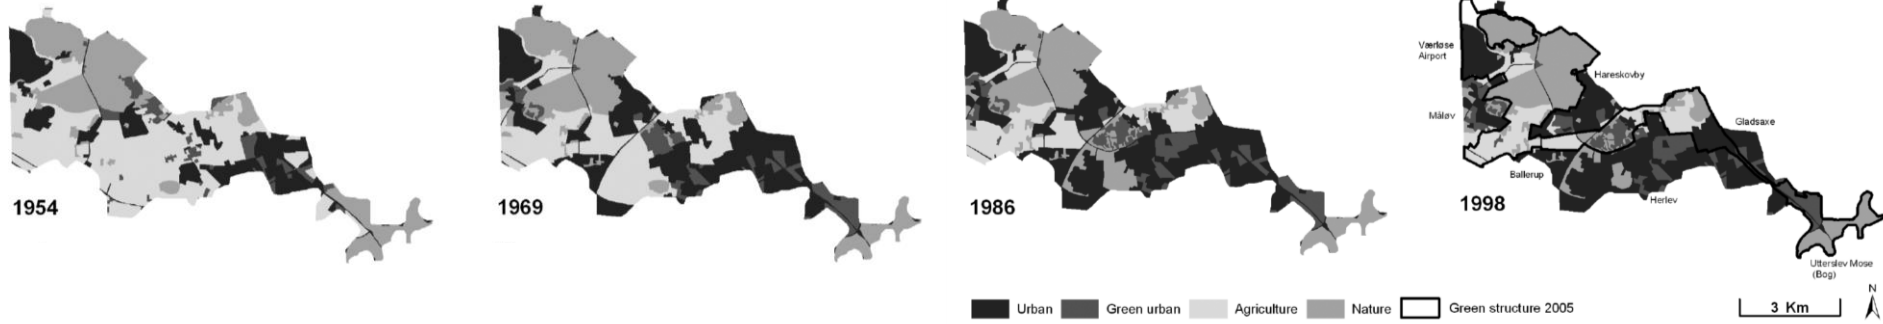 1954
1969
1986
1998
Værløse
Airport
Hareskovby
Måløv
Gladsaxe
Ballerup
Herlev
Utterslev Mose
(Bog)
Urban
Green urban
Agriculture
Nature
Green structure 2005
3 Km
N